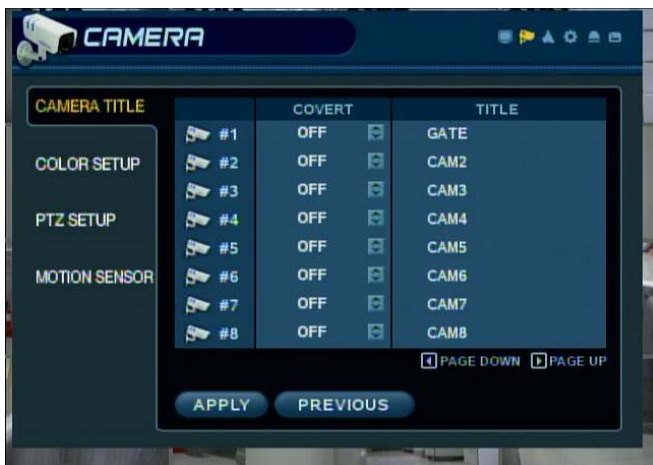 CAMERA
CAMERA TITLE
COLOR SETUP
PTZ SETUP
MOTION SENSOR
COVERT TITLE
#1 OFF GATE
#2 OFF CAM2
#3 OFF CAM3
#4 OFF CAM4
#5 OFF CAM5
#6 OFF CAM6
#7 OFF CAM7
#8 OFF CAM8
PAGE DOWN PAGE UP
APPLY PREVIOUS